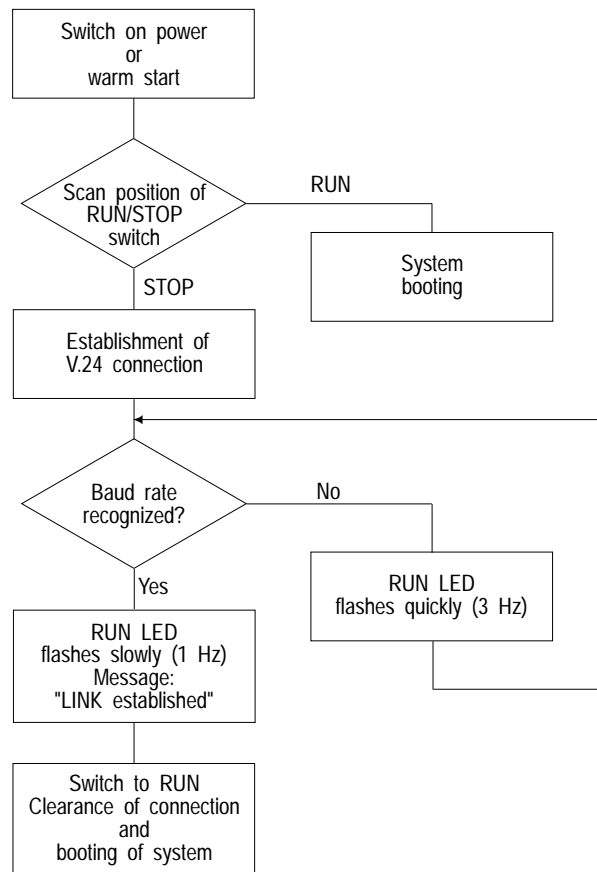 Switch on power
or
warm start
Scan position of
RUN/STOP
switch
RUN
System
booting
STOP
Establishment of
V.24 connection
Baud rate
recognized?
No
RUN LED
flashes quickly (3 Hz)
Yes
RUN LED
flashes slowly (1 Hz)
Message:
"LINK established"
Switch to RUN
Clearance of connection
and
booting of system